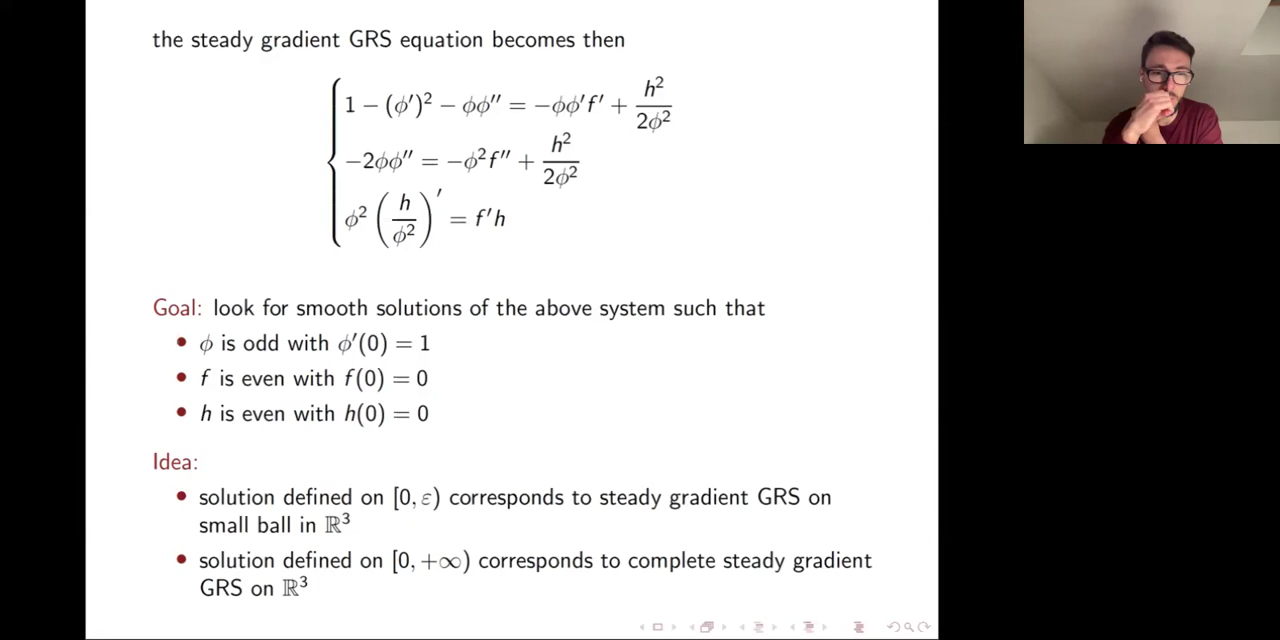 the steady gradient GRS equation becomes then
1 − (ϕ′)² − ϕϕ″ = −ϕϕ′f′ + h²/2ϕ²
−2ϕϕ″ = −ϕ²f″ + h²/2ϕ²
ϕ² (h/ϕ²)′ = f′h
Goal: look for smooth solutions of the above system such that
• ϕ is odd with ϕ′(0) = 1
• f is even with f(0) = 0
• h is even with h(0) = 0
Idea:
• solution defined on [0, ε) corresponds to steady gradient GRS on
small ball in ℝ³
• solution defined on [0, +∞) corresponds to complete steady gradient
GRS on ℝ³